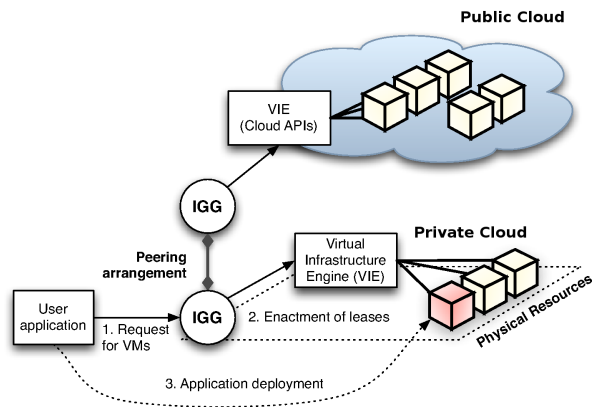 Public Cloud
VIE
(Cloud APIs)
IGG
Peering
arrangement
Virtual
Infrastructure
Engine (VIE)
Private Cloud
User
application
1. Request
for VMs
IGG
2. Enactment of leases
Physical Resources
3. Application deployment